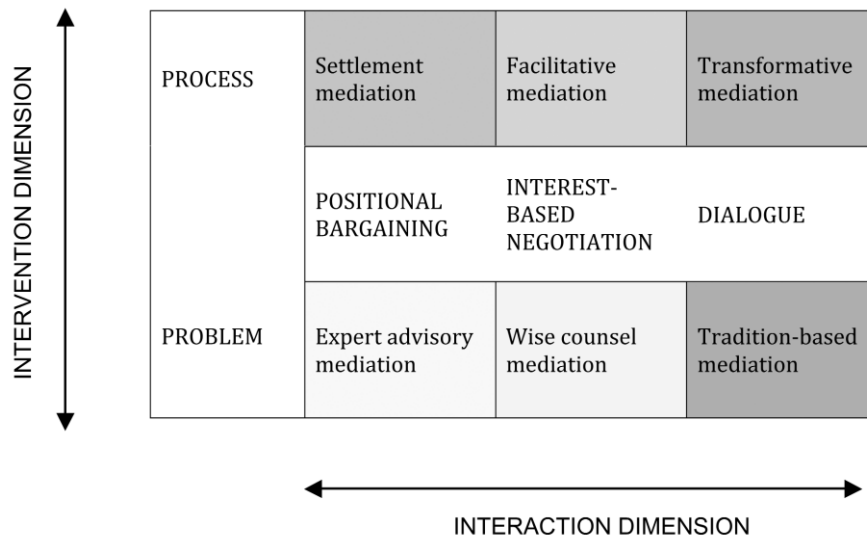 INTERVENTION DIMENSION
PROCESS
Settlement
mediation
Facilitative
mediation
Transformative
mediation
POSITIONAL
BARGAINING
INTEREST-
BASED
NEGOTIATION
DIALOGUE
PROBLEM
Expert advisory
mediation
Wise counsel
mediation
Tradition-based
mediation
INTERACTION DIMENSION